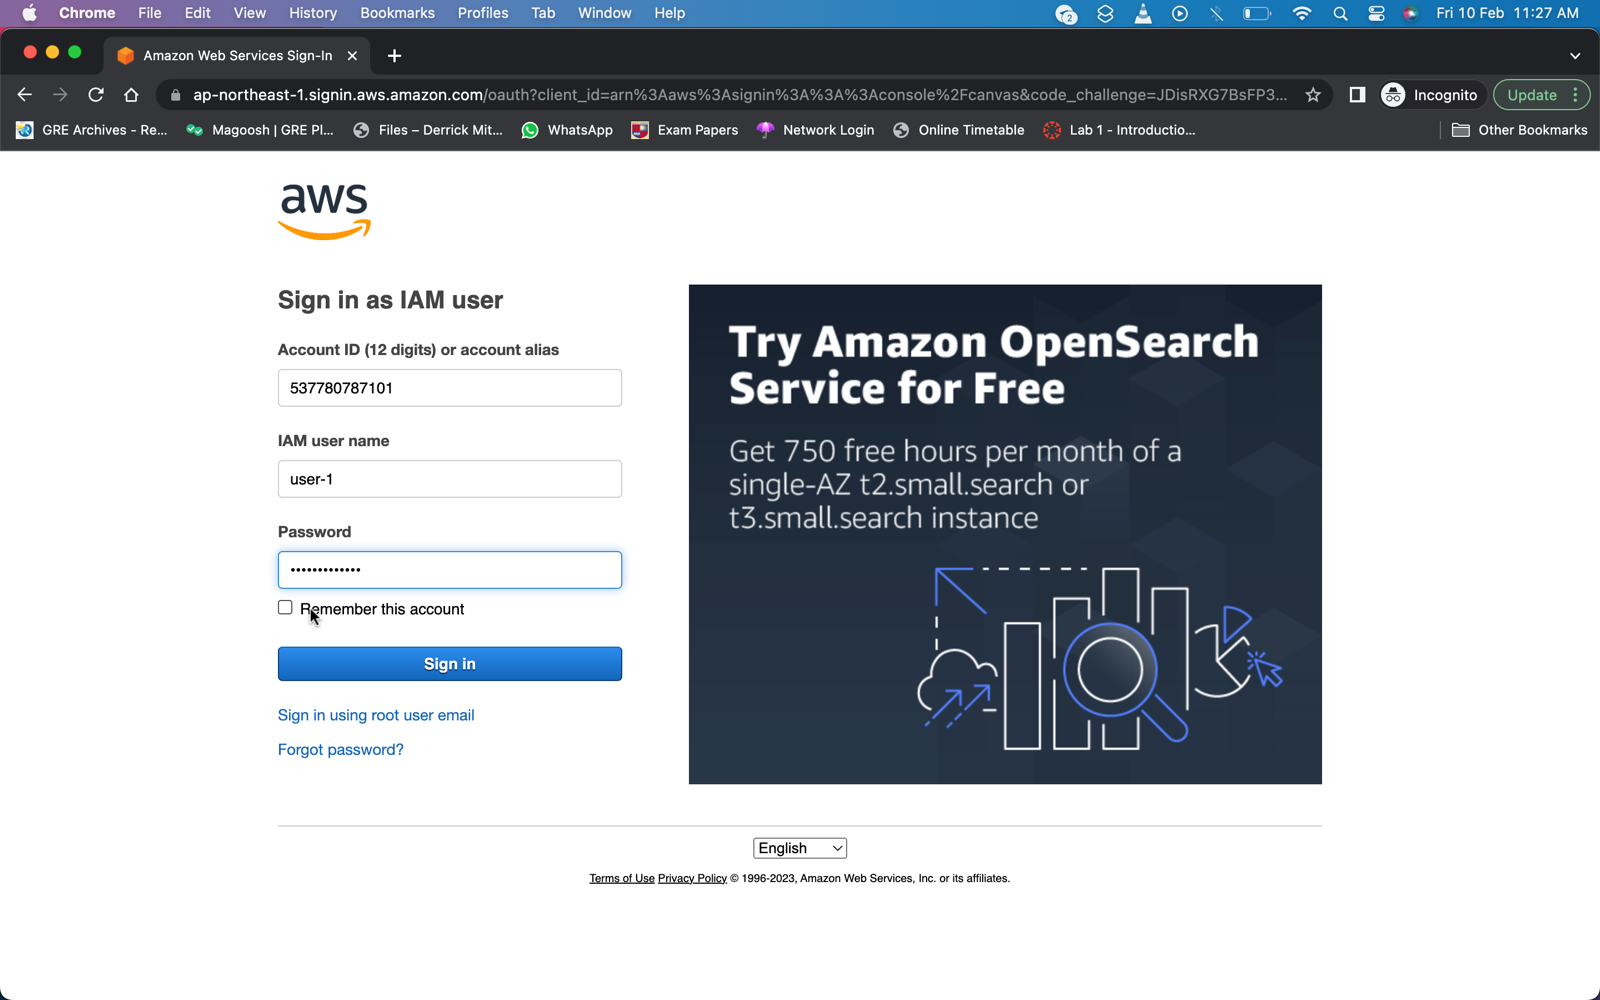 Chrome File Edit View History Bookmarks Profiles Tab Window Help
2
Fri 10 Feb 11:27 AM
Amazon Web Services Sign-In
ap-northeast-1.signin.aws.amazon.com/oauth?client_id=arn%3Aaws%3Asignin%3A%3A%3Aconsole%2Fcanvas&code_challenge=JDisRXG7BsFP3...
Incognito
Update
GRE Archives - Re...
Magoosh | GRE Pl...
Files – Derrick Mit...
WhatsApp
Exam Papers
Network Login
Online Timetable
Lab 1 - Introductio...
Other Bookmarks
aws
Sign in as IAM user
Account ID (12 digits) or account alias
537780787101
IAM user name
user-1
Password
•••••••••••••
Remember this account
Sign in
Sign in using root user email
Forgot password?
Try Amazon OpenSearch
Service for Free
Get 750 free hours per month of a
single-AZ t2.small.search or
t3.small.search instance
English
Terms of Use Privacy Policy © 1996-2023, Amazon Web Services, Inc. or its affiliates.